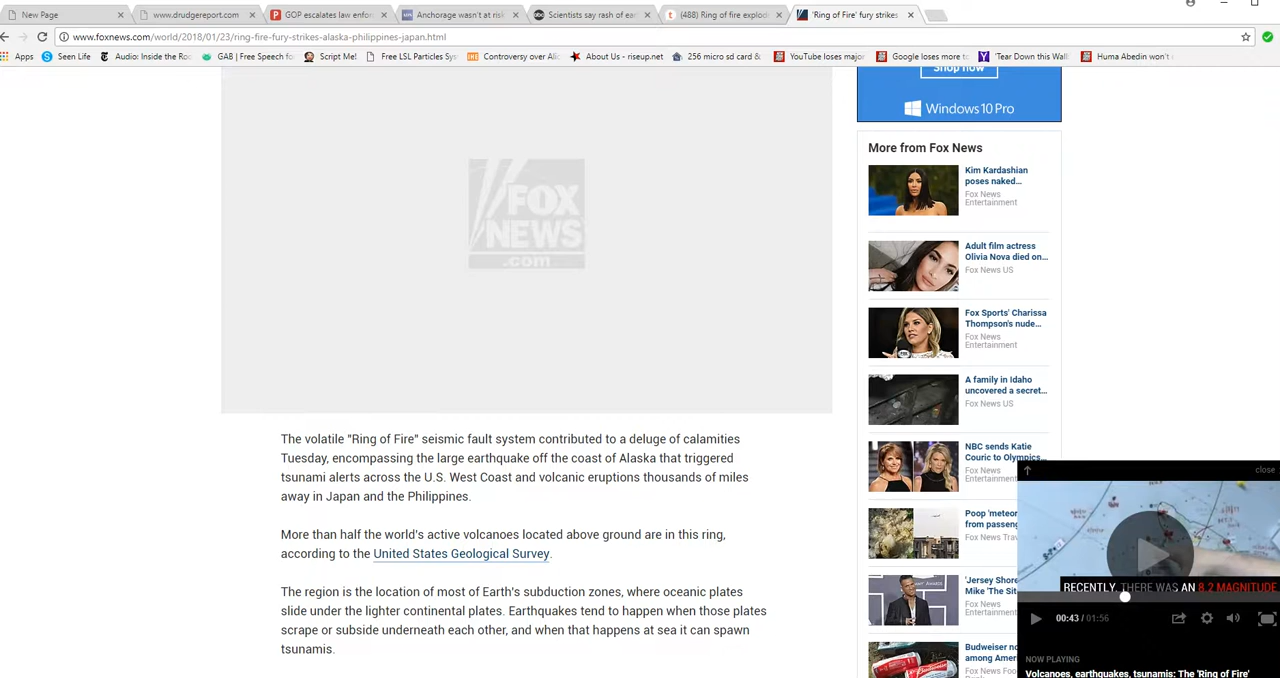 New Page
www.drudgereport.com
GOP escalates law enfor
Anchorage wasn't at risk
Scientists say rash of ear
(488) Ring of fire explod
'Ring of Fire' fury strikes
www.foxnews.com/world/2018/01/23/ring-fire-fury-strikes-alaska-philippines-japan.html
Apps
Seen Life
Audio: Inside the Roc
GAB | Free Speech fo
Script Me!
Free LSL Particles Sys
Controversy over Alic
About Us - riseup.net
256 micro sd card &
YouTube loses major
Google loses more to
'Tear Down this Wall
Huma Abedin won't
Shop now
Windows 10 Pro
FOX
NEWS
.com
More from Fox News
Kim Kardashian
poses naked…
Fox News
Entertainment
Adult film actress
Olivia Nova died on…
Fox News US
Fox Sports' Charissa
Thompson's nude…
Fox News
Entertainment
A family in Idaho
uncovered a secret…
Fox News US
NBC sends Katie
Couric to Olympics…
Fox News
Entertainment
Poop 'meteor
from passeng
Fox News Trav
'Jersey Shore
Mike 'The Sit
Fox News
Entertainment
Budweiser no
among Amer
Fox News Foo
The volatile "Ring of Fire" seismic fault system contributed to a deluge of calamities
Tuesday, encompassing the large earthquake off the coast of Alaska that triggered
tsunami alerts across the U.S. West Coast and volcanic eruptions thousands of miles
away in Japan and the Philippines.
More than half the world's active volcanoes located above ground are in this ring,
according to the United States Geological Survey.
The region is the location of most of Earth's subduction zones, where oceanic plates
slide under the lighter continental plates. Earthquakes tend to happen when those plates
scrape or subside underneath each other, and when that happens at sea it can spawn
tsunamis.
close
RECENTLY, THERE WAS AN 8.2 MAGNITUDE
00:43 / 01:56
NOW PLAYING
Volcanoes, earthquakes, tsunamis: The 'Ring of Fire'